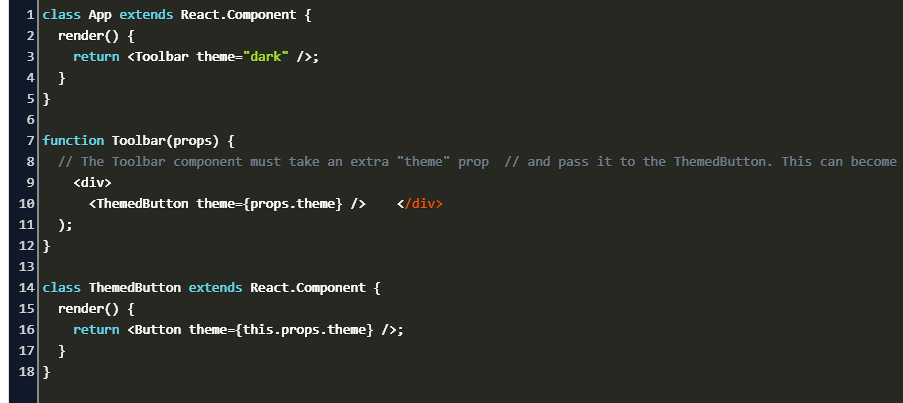 1 class App extends React.Component {
2   render() {
3     return <Toolbar theme="dark" />;
4   }
5 }
6
7 function Toolbar(props) {
8   // The Toolbar component must take an extra "theme" prop  // and pass it to the ThemedButton. This can become
9     <div>
10       <ThemedButton theme={props.theme} />    </div>
11   );
12 }
13
14 class ThemedButton extends React.Component {
15   render() {
16     return <Button theme={this.props.theme} />;
17   }
18 }